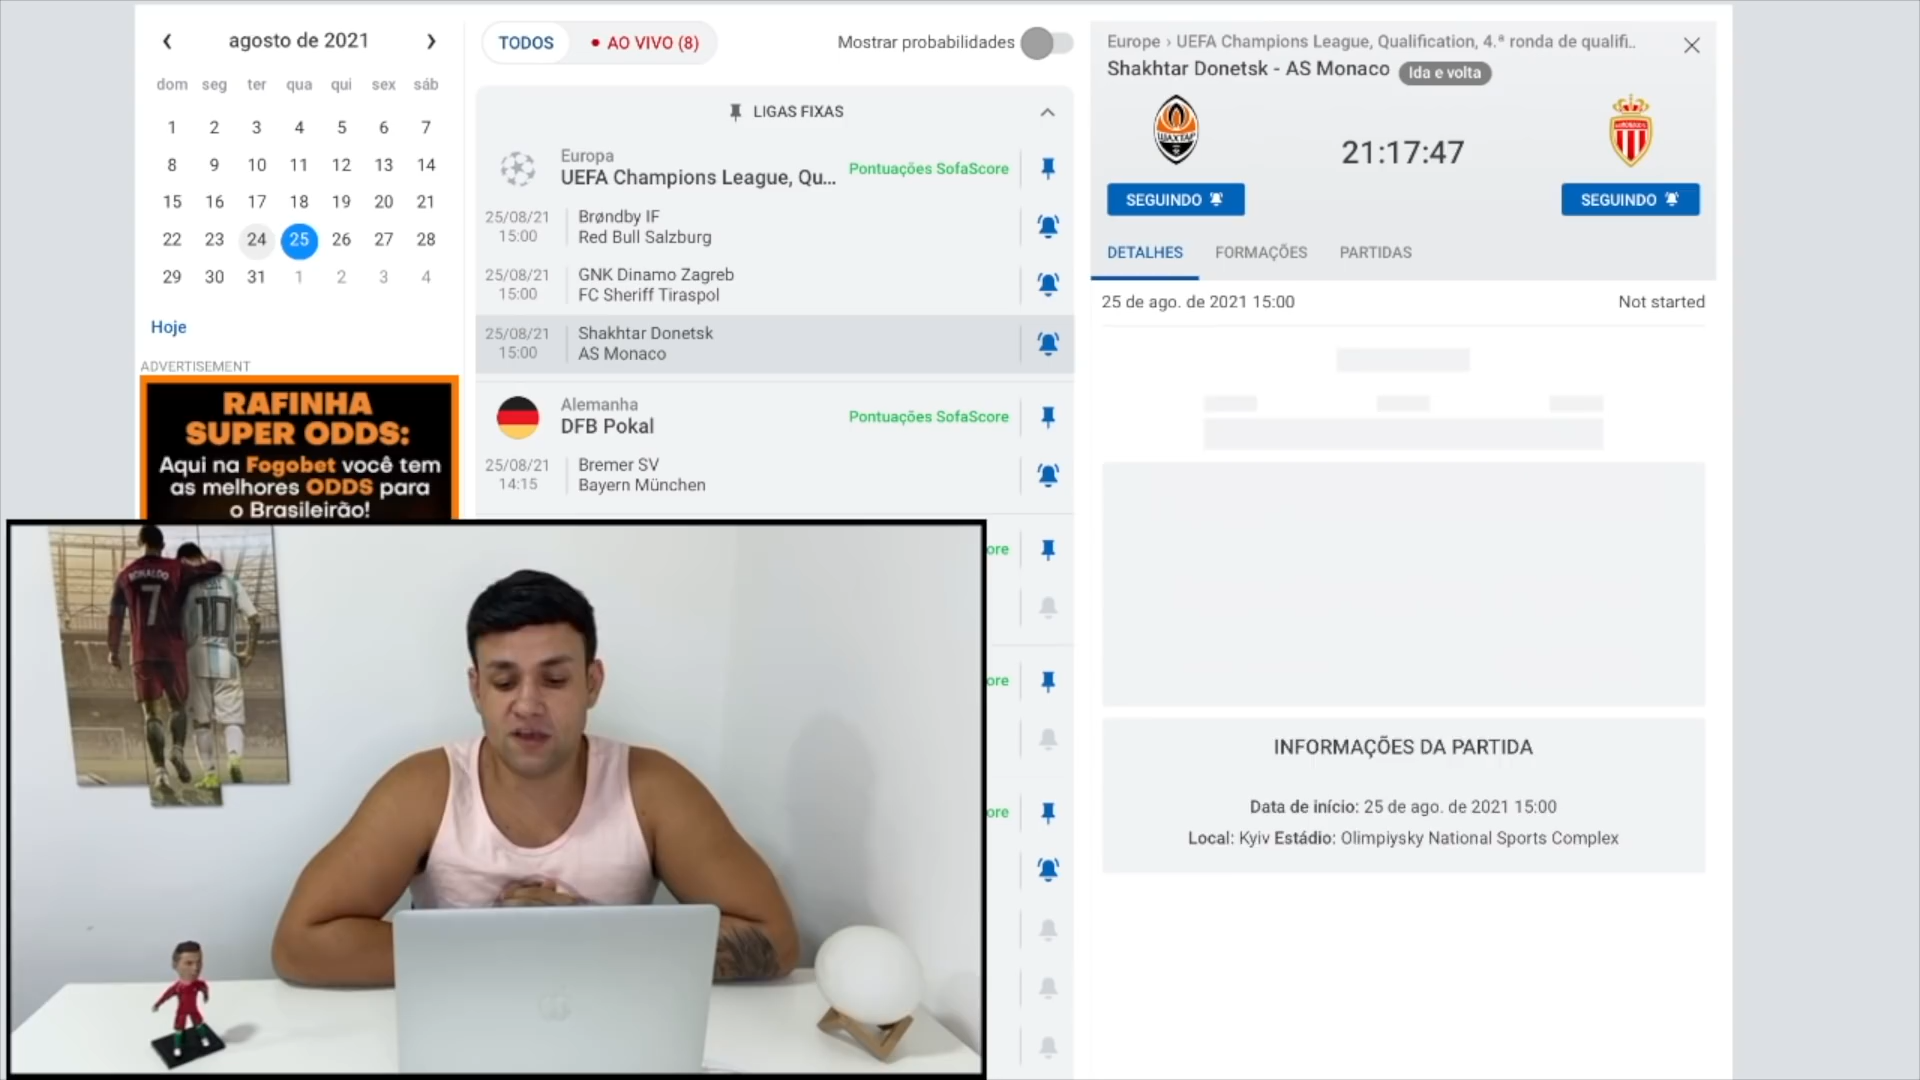 agosto de 2021
dom seg ter qua qui sex sáb
1 2 3 4 5 6 7
8 9 10 11 12 13 14
15 16 17 18 19 20 21
22 23 24 25 26 27 28
29 30 31 1 2 3 4
Hoje
ADVERTISEMENT
RAFINHA
SUPER ODDS:
Aqui na Fogobet você tem
as melhores ODDS para
o Brasileirão!
TODOS
AO VIVO (8)
Mostrar probabilidades
LIGAS FIXAS
Europa
UEFA Champions League, Qu...
Pontuações SofaScore
25/08/21
15:00
Brøndby IF
Red Bull Salzburg
25/08/21
15:00
GNK Dinamo Zagreb
FC Sheriff Tiraspol
25/08/21
15:00
Shakhtar Donetsk
AS Monaco
Alemanha
DFB Pokal
Pontuações SofaScore
25/08/21
14:15
Bremer SV
Bayern München
ore
ore
ore
Europe › UEFA Champions League, Qualification, 4.ª ronda de qualifi..
Shakhtar Donetsk - AS Monaco
Ida e volta
21:17:47
SEGUINDO
SEGUINDO
DETALHES
FORMAÇÕES
PARTIDAS
25 de ago. de 2021 15:00
Not started
INFORMAÇÕES DA PARTIDA
Data de início: 25 de ago. de 2021 15:00
Local: Kyiv Estádio: Olimpiysky National Sports Complex
RONALDO
7
10